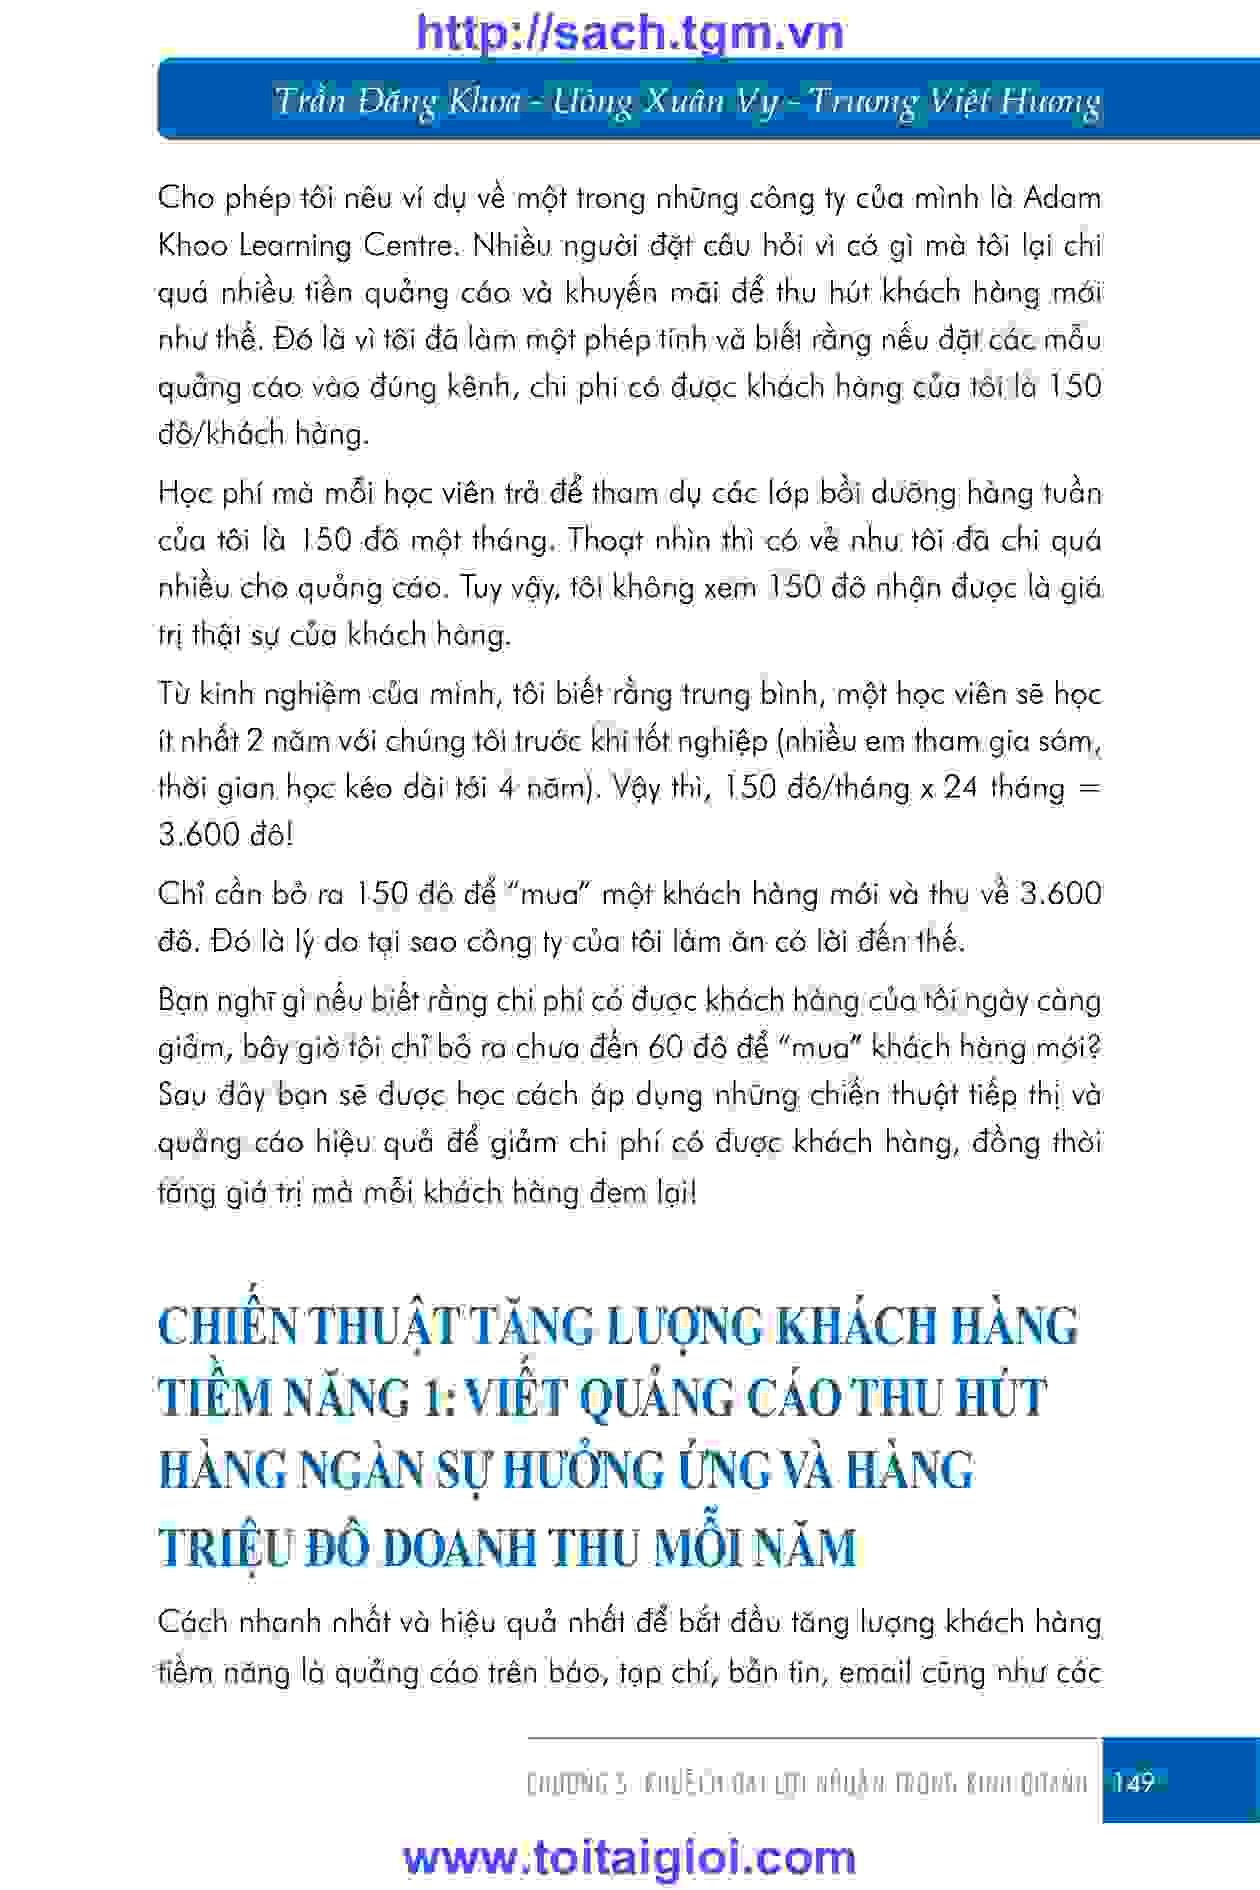 http://sach.tgm.vn
Trần Đăng Khoa - Uông Xuân Vy - Trương Việt Hương
Cho phép tôi nêu ví dụ về một trong những công ty của mình là Adam
Khoo Learning Centre. Nhiều người đặt câu hỏi vì cớ gì mà tôi lại chi
quá nhiều tiền quảng cáo và khuyến mãi để thu hút khách hàng mới
như thế. Đó là vì tôi đã làm một phép tính và biết rằng nếu đặt các mẫu
quảng cáo vào đúng kênh, chi phí có được khách hàng của tôi là 150
đô/khách hàng.
Học phí mà mỗi học viên trả để tham dự các lớp bồi dưỡng hàng tuần
của tôi là 150 đô một tháng. Thoạt nhìn thì có vẻ như tôi đã chi quá
nhiều cho quảng cáo. Tuy vậy, tôi không xem 150 đô nhận được là giá
trị thật sự của khách hàng.
Từ kinh nghiệm của mình, tôi biết rằng trung bình, một học viên sẽ học
ít nhất 2 năm với chúng tôi trước khi tốt nghiệp (nhiều em tham gia sớm,
thời gian học kéo dài tới 4 năm). Vậy thì, 150 đô/tháng x 24 tháng =
3.600 đô!
Chỉ cần bỏ ra 150 đô để “mua” một khách hàng mới và thu về 3.600
đô. Đó là lý do tại sao công ty của tôi làm ăn có lời đến thế.
Bạn nghĩ gì nếu biết rằng chi phí có được khách hàng của tôi ngày càng
giảm, bây giờ tôi chỉ bỏ ra chưa đến 60 đô để “mua” khách hàng mới?
Sau đây bạn sẽ được học cách áp dụng những chiến thuật tiếp thị và
quảng cáo hiệu quả để giảm chi phí có được khách hàng, đồng thời
tăng giá trị mà mỗi khách hàng đem lại!
CHIẾN THUẬT TĂNG LƯỢNG KHÁCH HÀNG
TIỀM NĂNG 1: VIẾT QUẢNG CÁO THU HÚT
HÀNG NGÀN SỰ HƯỞNG ỨNG VÀ HÀNG
TRIỆU ĐÔ DOANH THU MỖI NĂM
Cách nhanh nhất và hiệu quả nhất để bắt đầu tăng lượng khách hàng
tiềm năng là quảng cáo trên báo, tạp chí, bản tin, email cũng như các
CHƯƠNG 5: KHUẾCH ĐẠI LỢI NHUẬN TRONG KINH DOANH 149
www.toitaigioi.com